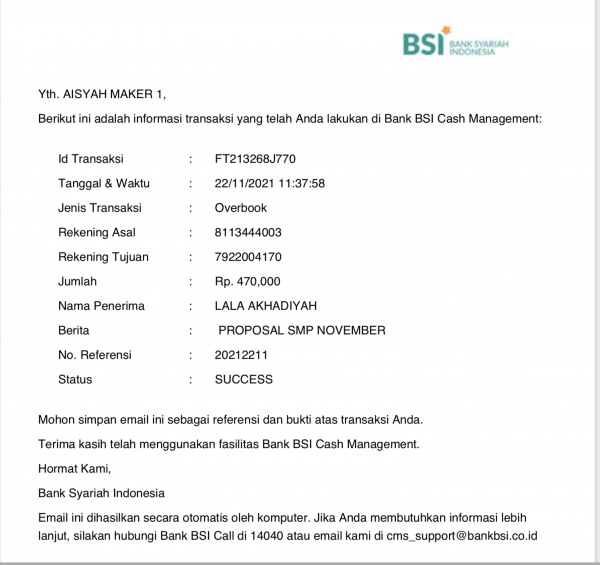 BSI BANK SYARIAH
INDONESIA
Yth. AISYAH MAKER 1,
Berikut ini adalah informasi transaksi yang telah Anda lakukan di Bank BSI Cash Management:
Id Transaksi : FT213268J770
Tanggal & Waktu : 22/11/2021 11:37:58
Jenis Transaksi : Overbook
Rekening Asal : 8113444003
Rekening Tujuan : 7922004170
Jumlah : Rp. 470,000
Nama Penerima : LALA AKHADIYAH
Berita : PROPOSAL SMP NOVEMBER
No. Referensi : 20212211
Status : SUCCESS
Mohon simpan email ini sebagai referensi dan bukti atas transaksi Anda.
Terima kasih telah menggunakan fasilitas Bank BSI Cash Management.
Hormat Kami,
Bank Syariah Indonesia
Email ini dihasilkan secara otomatis oleh komputer. Jika Anda membutuhkan informasi lebih
lanjut, silakan hubungi Bank BSI Call di 14040 atau email kami di cms_support@bankbsi.co.id